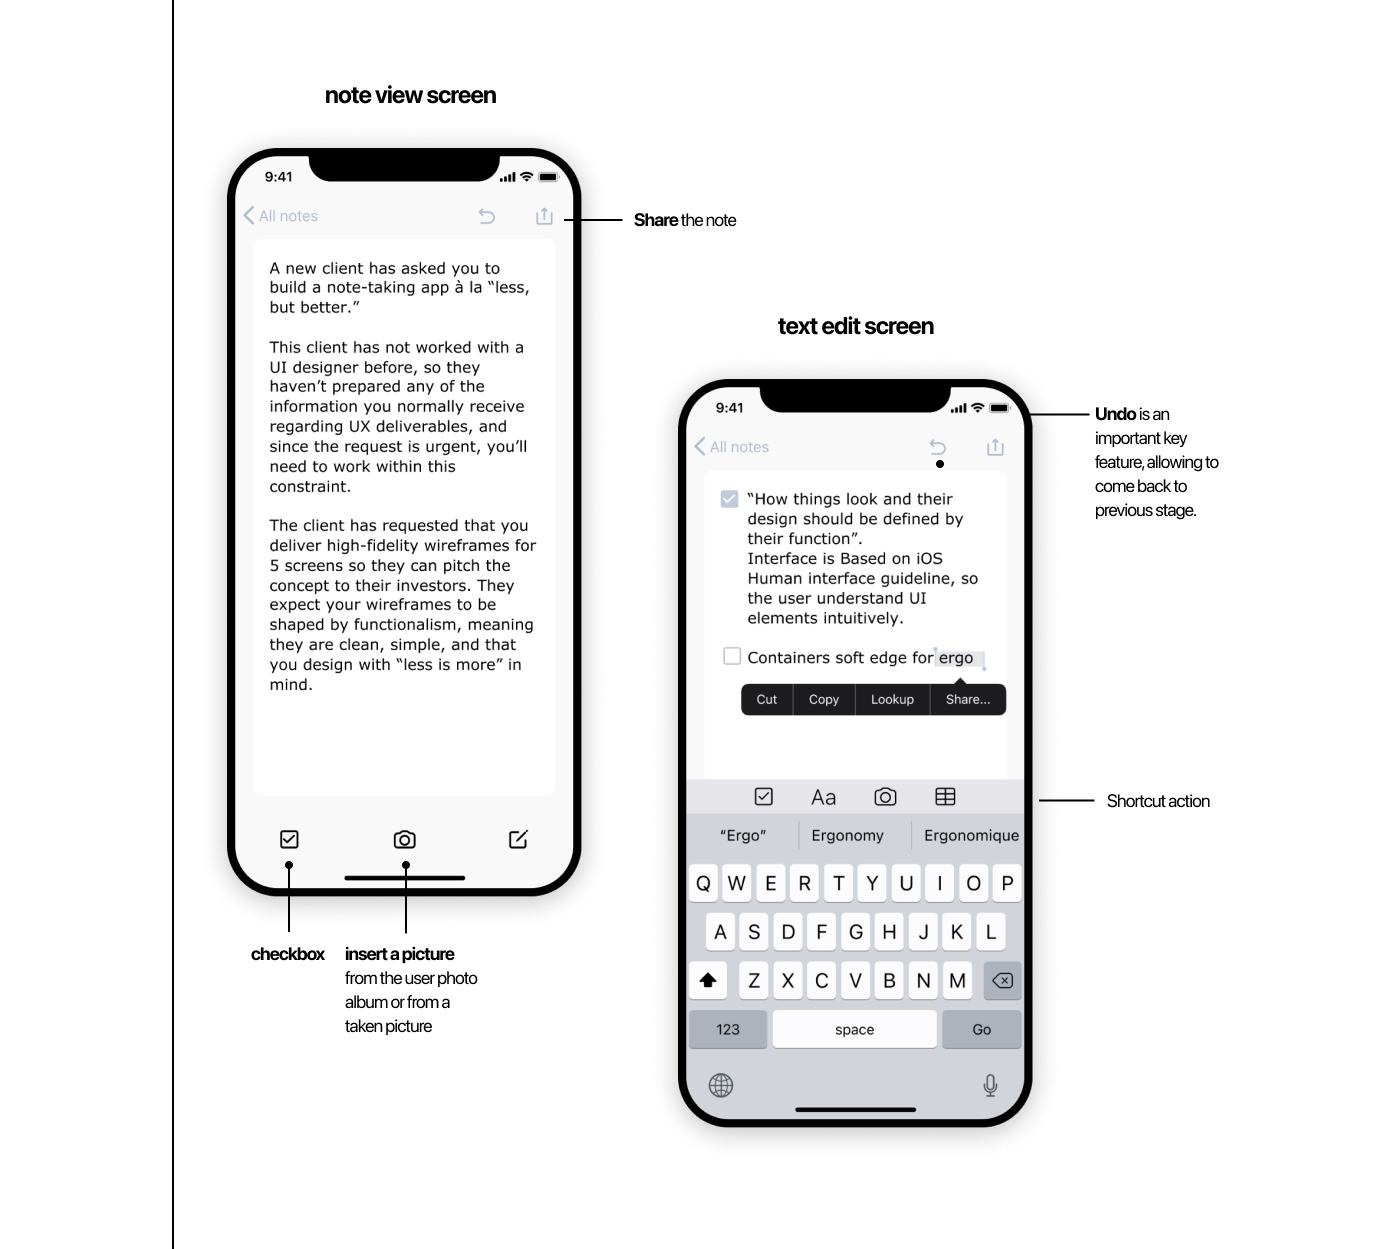 note view screen
9:41
All notes
Share the note
A new client has asked you to
build a note-taking app à la “less,
but better.”
This client has not worked with a
UI designer before, so they
haven’t prepared any of the
information you normally receive
regarding UX deliverables, and
since the request is urgent, you’ll
need to work within this
constraint.
The client has requested that you
deliver high-fidelity wireframes for
5 screens so they can pitch the
concept to their investors. They
expect your wireframes to be
shaped by functionalism, meaning
they are clean, simple, and that
you design with “less is more” in
mind.
checkbox
insert a picture
from the user photo
album or from a
taken picture
text edit screen
9:41
All notes
Undo is an
important key
feature, allowing to
come back to
previous stage.
“How things look and their
design should be defined by
their function”.
Interface is Based on iOS
Human interface guideline, so
the user understand UI
elements intuitively.
Containers soft edge for ergo
Cut Copy Lookup Share...
Aa
Shortcut action
“Ergo” Ergonomy Ergonomique
Q W E R T Y U I O P
A S D F G H J K L
Z X C V B N M
123 space Go